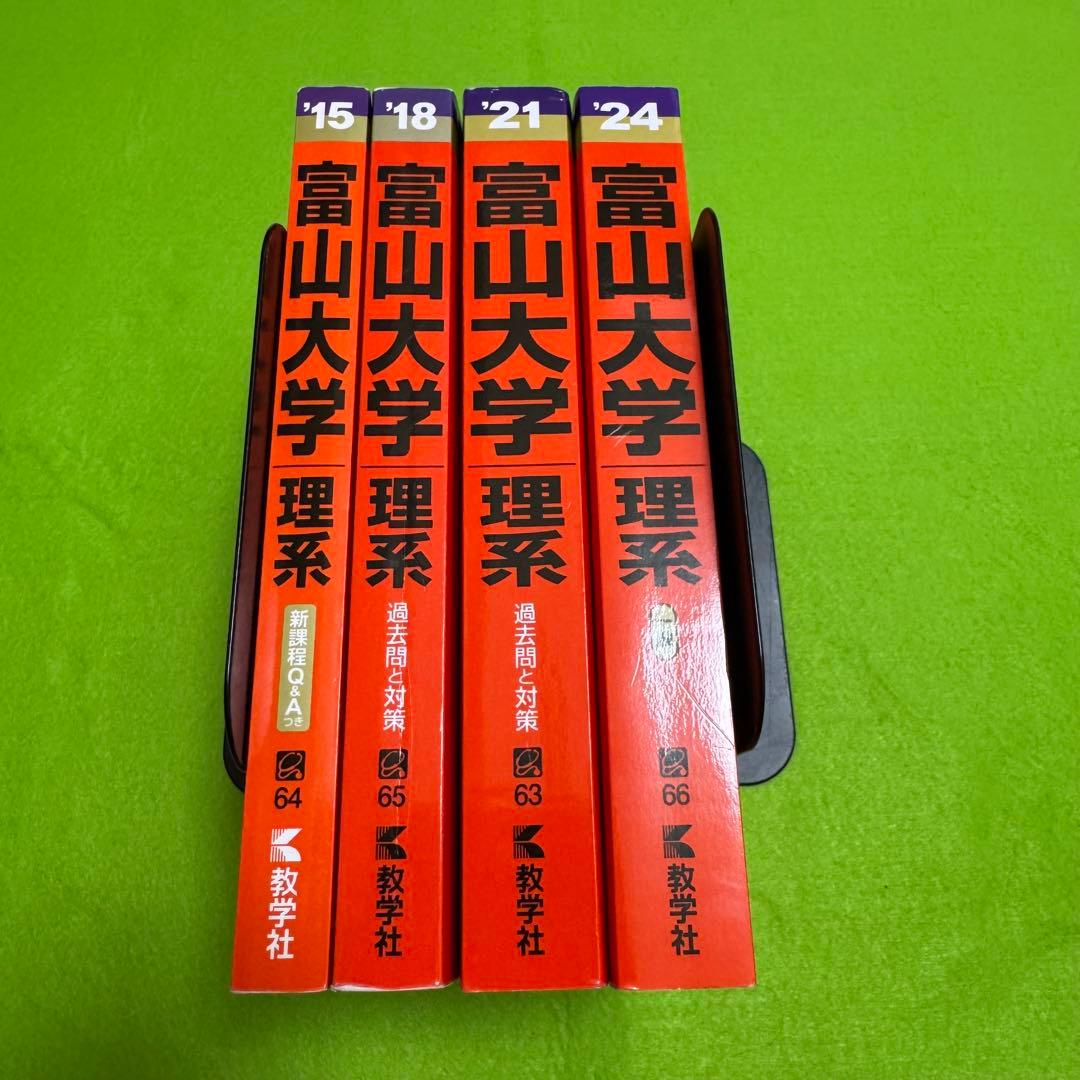 '15
富山大学
理系
新課程Q&Aつき
64
教学社
'18
富山大学
理系
過去問と対策
65
教学社
'21
富山大学
理系
過去問と対策
63
教学社
'24
富山大学
理系
66
教学社